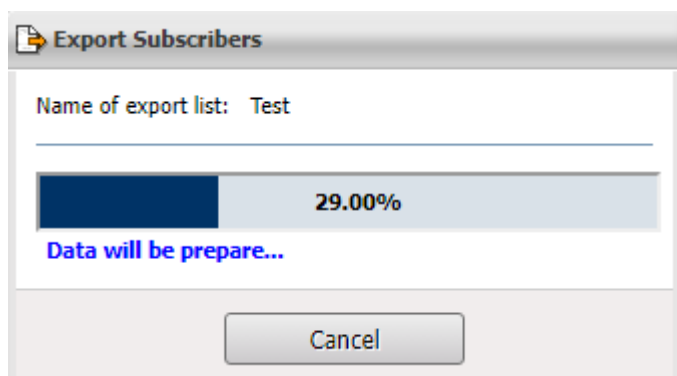 Export Subscribers
Name of export list: Test
29.00%
Data will be prepare...
Cancel